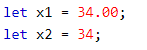 let x1 = 34.00;
let x2 = 34;